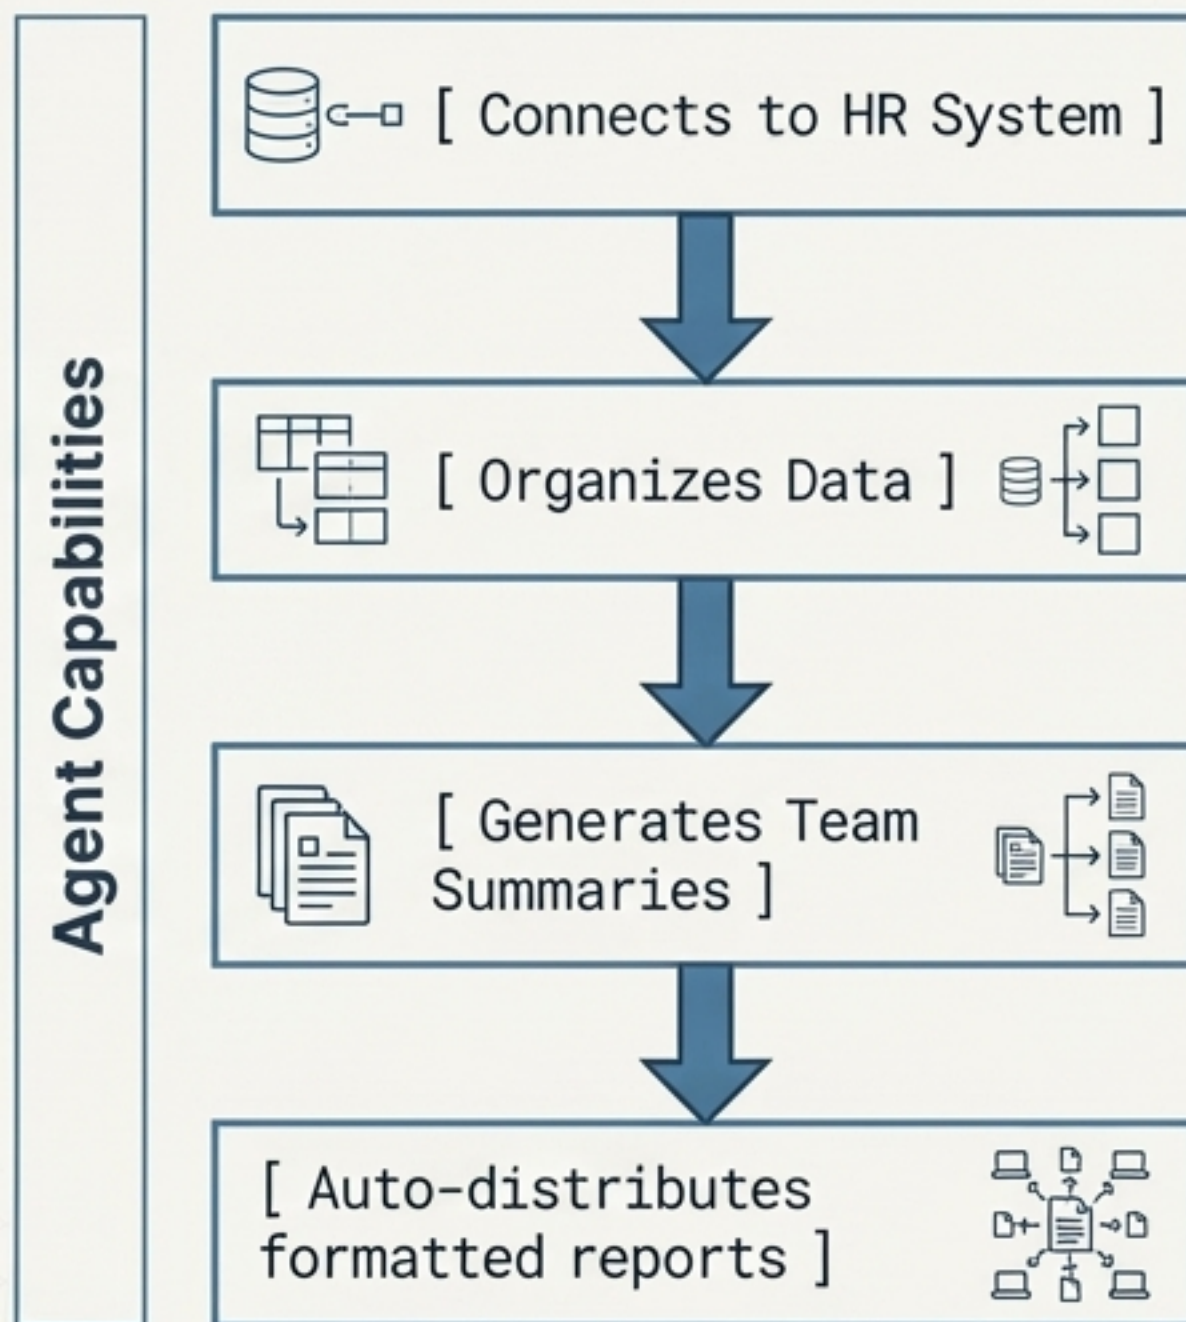 Agent Capabilities
[ Connects to HR System ]
[ Organizes Data ]
[ Generates Team
Summaries ]
[ Auto-distributes
formatted reports ]